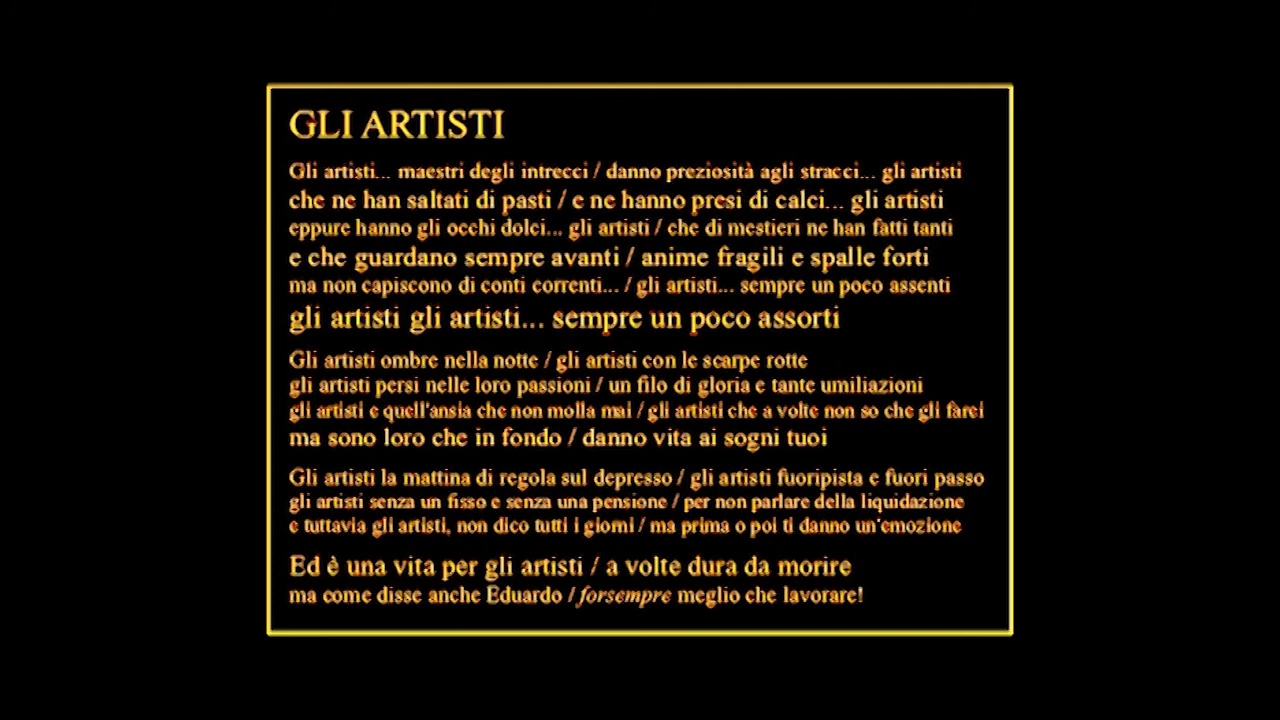 GLI ARTISTI
Gli artisti... maestri degli intrecci / danno preziosità agli stracci... gli artisti
che ne han saltati di pasti / e ne hanno presi di calci... gli artisti
eppure hanno gli occhi dolci... gli artisti / che di mestieri ne han fatti tanti
e che guardano sempre avanti / anime fragili e spalle forti
ma non capiscono di conti correnti... / gli artisti... sempre un poco assenti
gli artisti gli artisti... sempre un poco assorti
Gli artisti ombre nella notte / gli artisti con le scarpe rotte
gli artisti persi nelle loro passioni / un filo di gloria e tante umiliazioni
gli artisti e quell'ansia che non molla mai / gli artisti che a volte non so che gli farei
ma sono loro che in fondo / danno vita ai sogni tuoi
Gli artisti la mattina di regola sul depresso / gli artisti fuoripista e fuori passo
gli artisti senza un fisso e senza una pensione / per non parlare della liquidazione
e tuttavia gli artisti, non dico tutti i giorni / ma prima o poi ti danno un'emozione
Ed è una vita per gli artisti / a volte dura da morire
ma come disse anche Eduardo / forsempre meglio che lavorare!